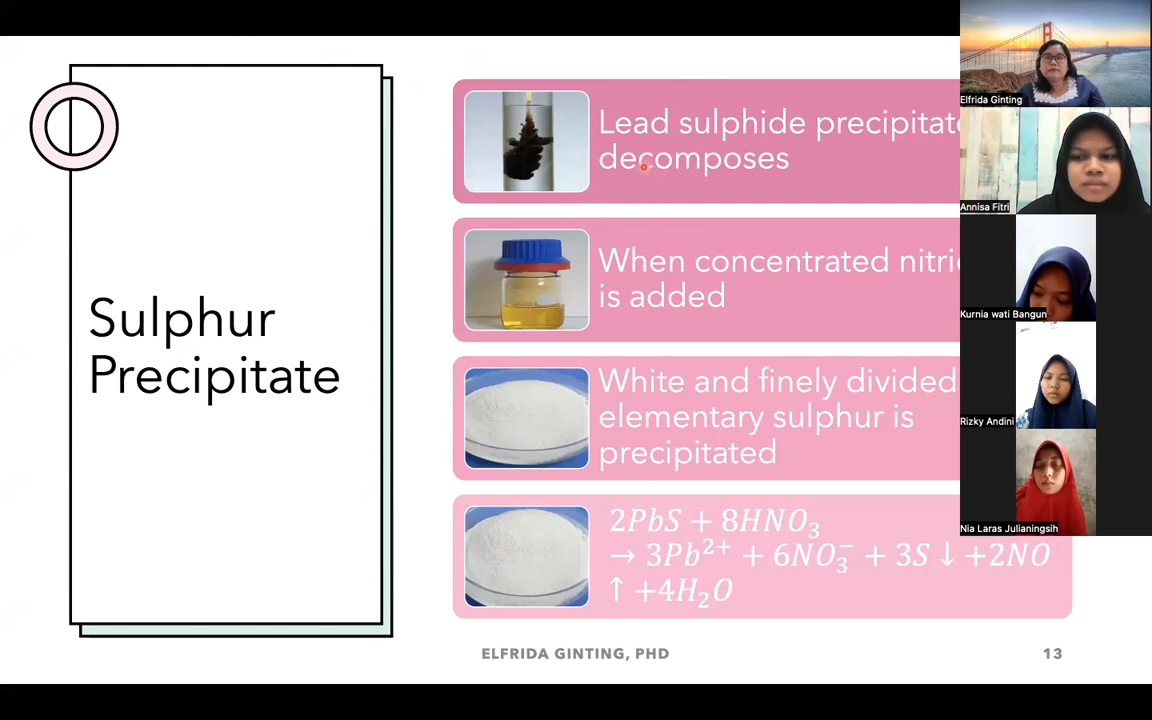 Sulphur
Precipitate
Lead sulphide precipitate
decomposes
When concentrated nitri
is added
White and finely divided
elementary sulphur is
precipitated
2PbS + 8HNO₃
→ 3Pb²⁺ + 6NO₃⁻ + 3S ↓ +2NO
↑ +4H₂O
ELFRIDA GINTING, PHD
13
Elfrida Ginting
Annisa Fitri
Kurnia wati Bangun
Rizky Andini
Nia Laras Julianingsih